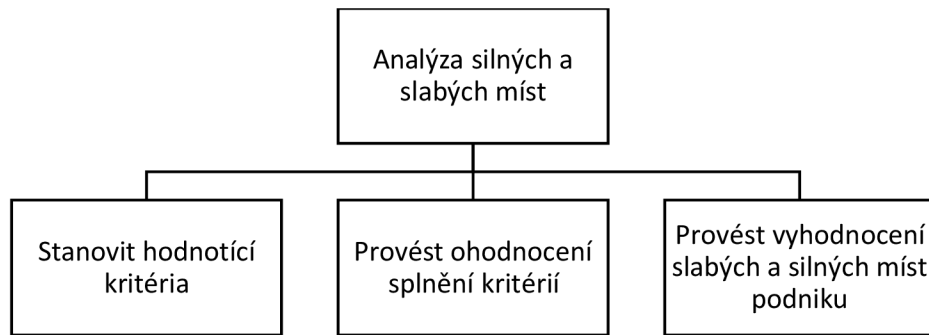 Analýza silných a
slabých míst
Stanovit hodnotící
kritéria
Provést ohodnocení
splnění kritérií
Provést vyhodnocení
slabých a silných míst
podniku